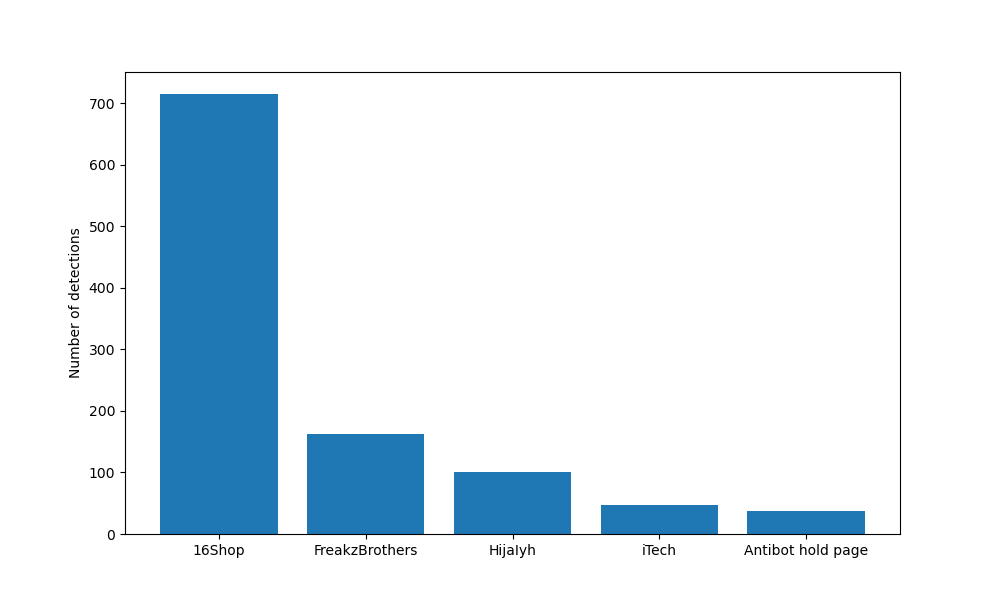 700
600
500
400
300
200
100
0
Number of detections
16Shop
FreakzBrothers
HijaIyh
iTech
Antibot hold page